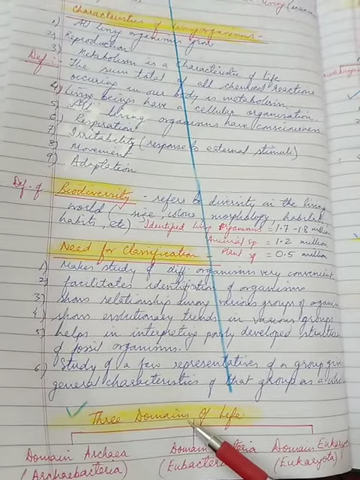 Characteristics of living organisms -
1) All living organisms grow
2) Reproduction
3) Metabolism is a characteristic of life
Def :- The sum total of all chemical reactions
occuring in our body is metabolism.
4) Living beings have a cellular organisation
5) All living organisms have consciousness
6) Respiration
7) Irritability (response to external stimuli)
8) Movement
9) Adaptation
Def. of Biodiversity - refers to diversity in the living
world (size, colour, morphology, habitat,
habits, etc) Identified living organisms = 1.7-1.8 million
Animal sp = 1.2 million
Plant sp = 0.5 million
Need for Classification -
1) Makes study of diff. organisms very convenient
2) facilitates identification of organisms
3) shows relationship among various groups of organisms
4) shows evolutionary trends in various groups
5) helps in interpreting poorly developed structures
of fossil organisms.
6) Study of a few representatives of a group give
general characteristics of that group as a
Three Domains of Life
Domain Archaea Domain Bacteria Domain Eukarya
(Archaebacteria) (Eubacteria) (Eukaryota)